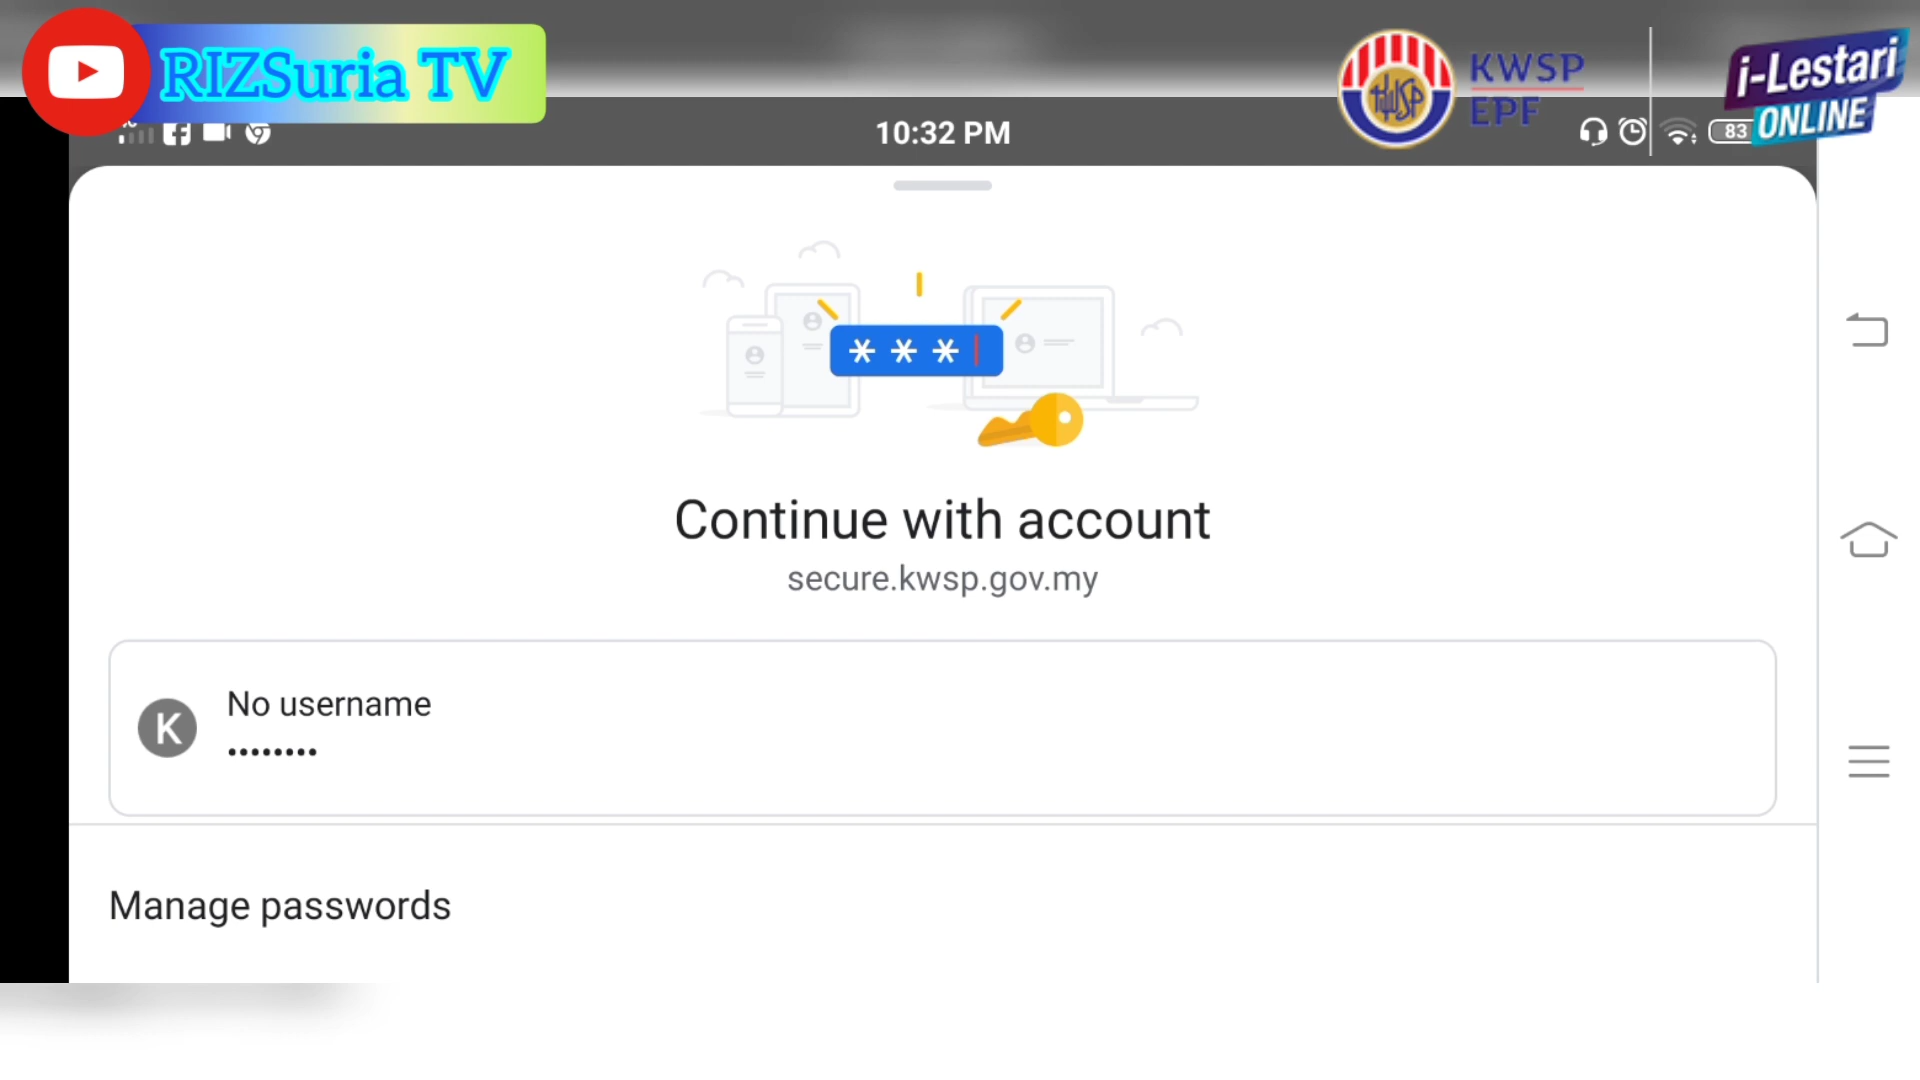 RIZSuria TV
KWSP
EPF
i-Lestari
ONLINE
10:32 PM
83
***
Continue with account
secure.kwsp.gov.my
K
No username
••••••••
Manage passwords